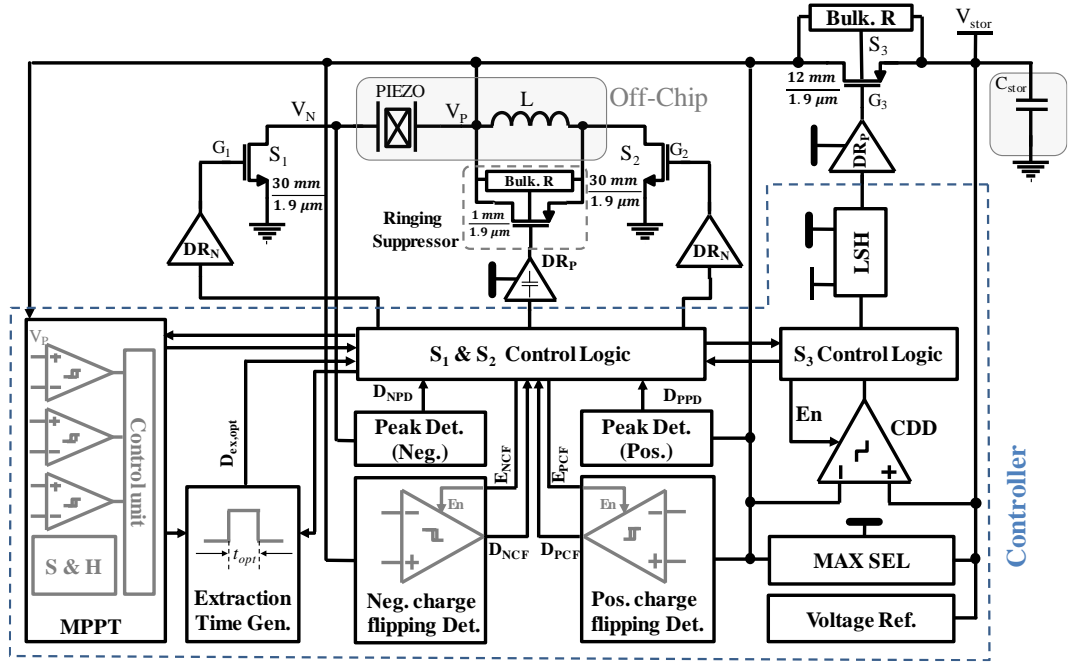 Bulk. R
V_stor
S_3
12 mm
1.9 μm
G_3
C_stor
PIEZO
V_N
V_P
L
Off-Chip
G_1
S_1
S_2
G_2
30 mm
1.9 μm
Bulk. R
30 mm
1.9 μm
1 mm
1.9 μm
Ringing
Suppressor
DR_P
DR_N
DR_P
DR_N
LSH
V_P
S_1 & S_2 Control Logic
S_3 Control Logic
D_NPD
D_PPD
En
CDD
Peak Det.
(Neg.)
Peak Det.
(Pos.)
D_ex,opt
E_NCF
E_PCF
Control unit
Controller
En
En
t_opt
D_NCF
D_PCF
S & H
MAX SEL
Extraction
Time Gen.
Neg. charge
flipping Det.
Pos. charge
flipping Det.
Voltage Ref.
MPPT